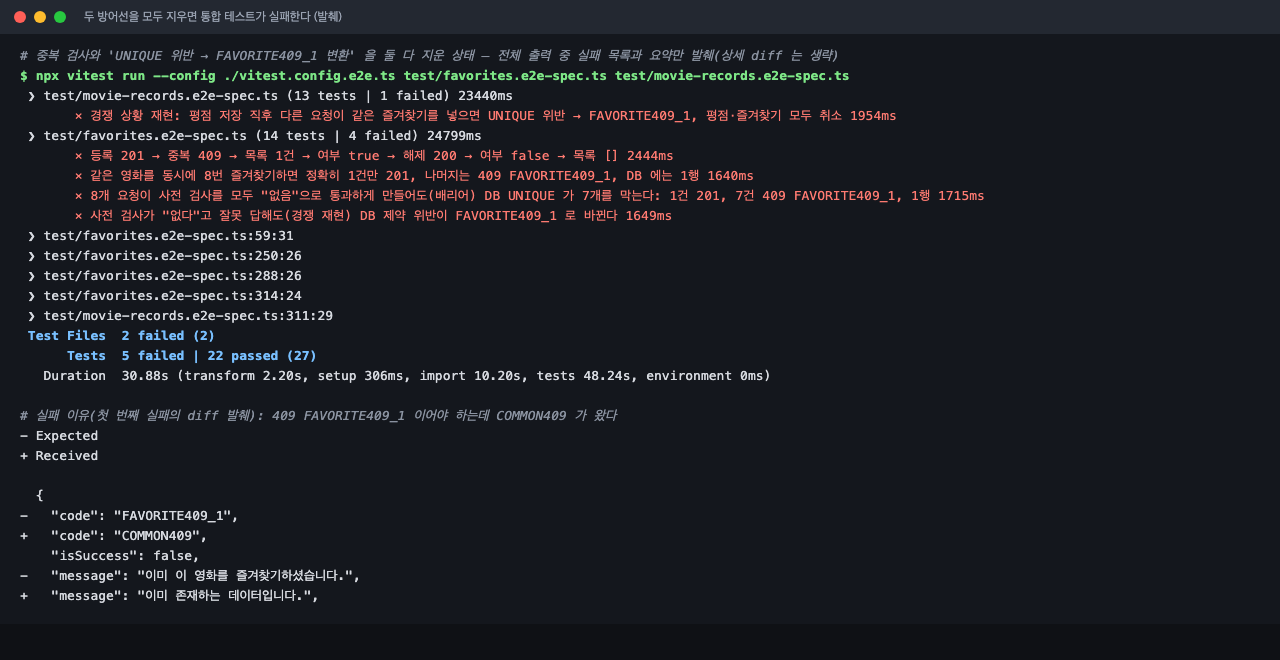 두 방어선을 모두 지우면 통합 테스트가 실패한다 (발췌)
# 중복 검사와 'UNIQUE 위반 → FAVORITE409_1 변환' 을 둘 다 지운 상태 — 전체 출력 중 실패 목록과 요약만 발췌(상세 diff 는 생략)
$ npx vitest run --config ./vitest.config.e2e.ts test/favorites.e2e-spec.ts test/movie-records.e2e-spec.ts
❯ test/movie-records.e2e-spec.ts (13 tests | 1 failed) 23440ms
× 경쟁 상황 재현: 평점 저장 직후 다른 요청이 같은 즐겨찾기를 넣으면 UNIQUE 위반 → FAVORITE409_1, 평점·즐겨찾기 모두 취소 1954ms
❯ test/favorites.e2e-spec.ts (14 tests | 4 failed) 24799ms
× 등록 201 → 중복 409 → 목록 1건 → 여부 true → 해제 200 → 여부 false → 목록 [] 2444ms
× 같은 영화를 동시에 8번 즐겨찾기하면 정확히 1건만 201, 나머지는 409 FAVORITE409_1, DB 에는 1행 1640ms
× 8개 요청이 사전 검사를 모두 "없음"으로 통과하게 만들어도(배리어) DB UNIQUE 가 7개를 막는다: 1건 201, 7건 409 FAVORITE409_1, 1행 1715ms
× 사전 검사가 "없다"고 잘못 답해도(경쟁 재현) DB 제약 위반이 FAVORITE409_1 로 바뀐다 1649ms
❯ test/favorites.e2e-spec.ts:59:31
❯ test/favorites.e2e-spec.ts:250:26
❯ test/favorites.e2e-spec.ts:288:26
❯ test/favorites.e2e-spec.ts:314:24
❯ test/movie-records.e2e-spec.ts:311:29
Test Files  2 failed (2)
Tests  5 failed | 22 passed (27)
Duration  30.88s (transform 2.20s, setup 306ms, import 10.20s, tests 48.24s, environment 0ms)
# 실패 이유(첫 번째 실패의 diff 발췌): 409 FAVORITE409_1 이어야 하는데 COMMON409 가 왔다
- Expected
+ Received
{
-   "code": "FAVORITE409_1",
+   "code": "COMMON409",
"isSuccess": false,
-   "message": "이미 이 영화를 즐겨찾기하셨습니다.",
+   "message": "이미 존재하는 데이터입니다.",